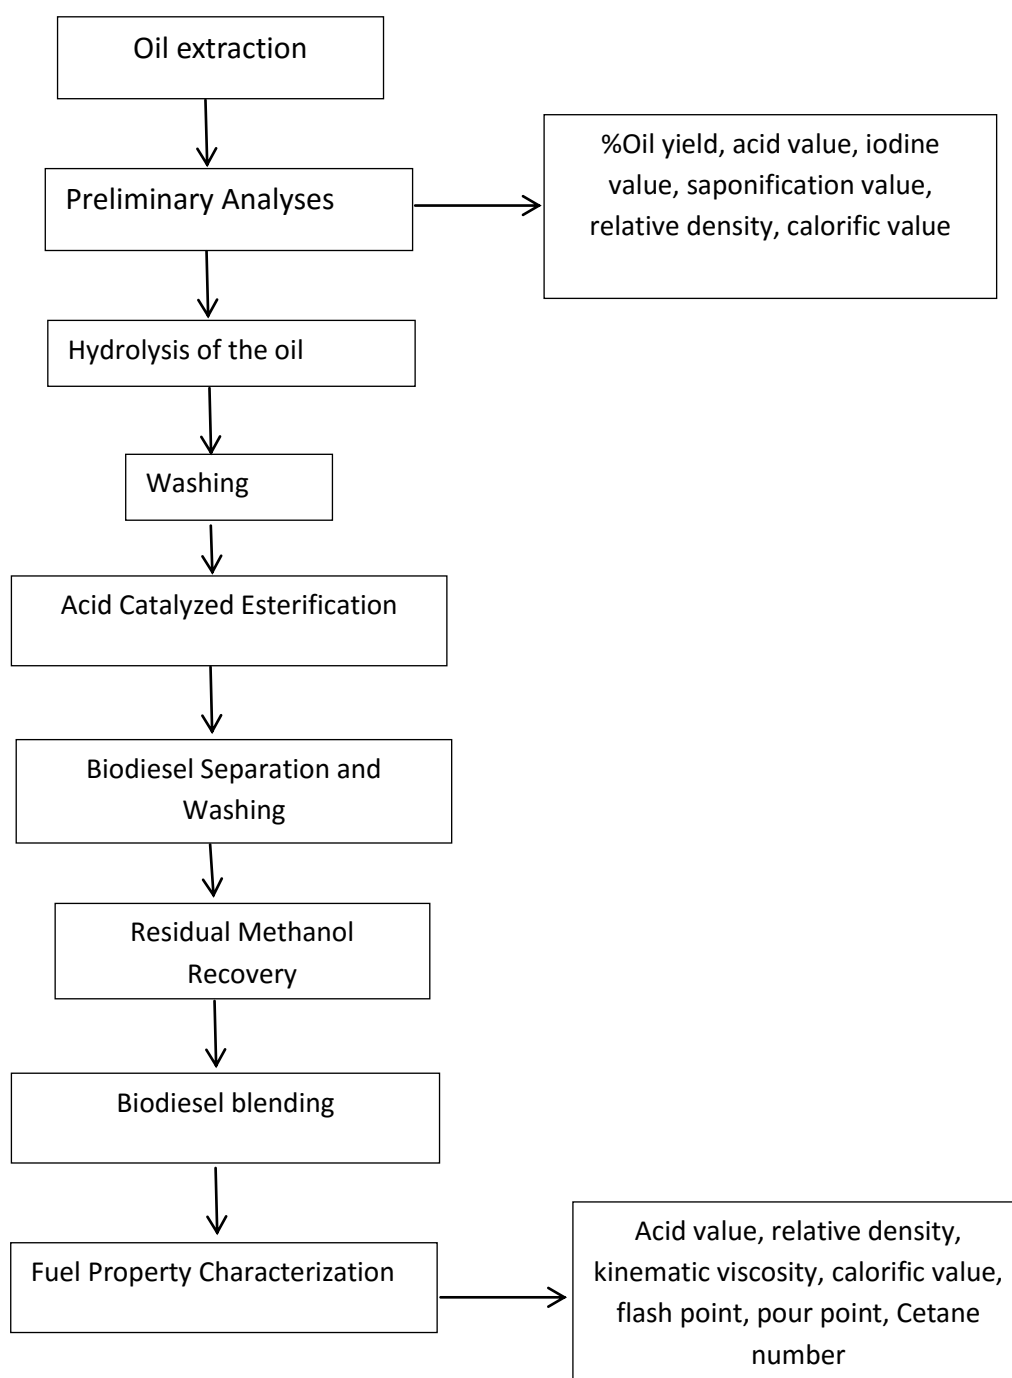 Oil extraction
%Oil yield, acid value, iodine
value, saponification value,
relative density, calorific value
Preliminary Analyses
Hydrolysis of the oil
Washing
Acid Catalyzed Esterification
Biodiesel Separation and
Washing
Residual Methanol
Recovery
Biodiesel blending
Fuel Property Characterization
Acid value, relative density,
kinematic viscosity, calorific value,
flash point, pour point, Cetane
number